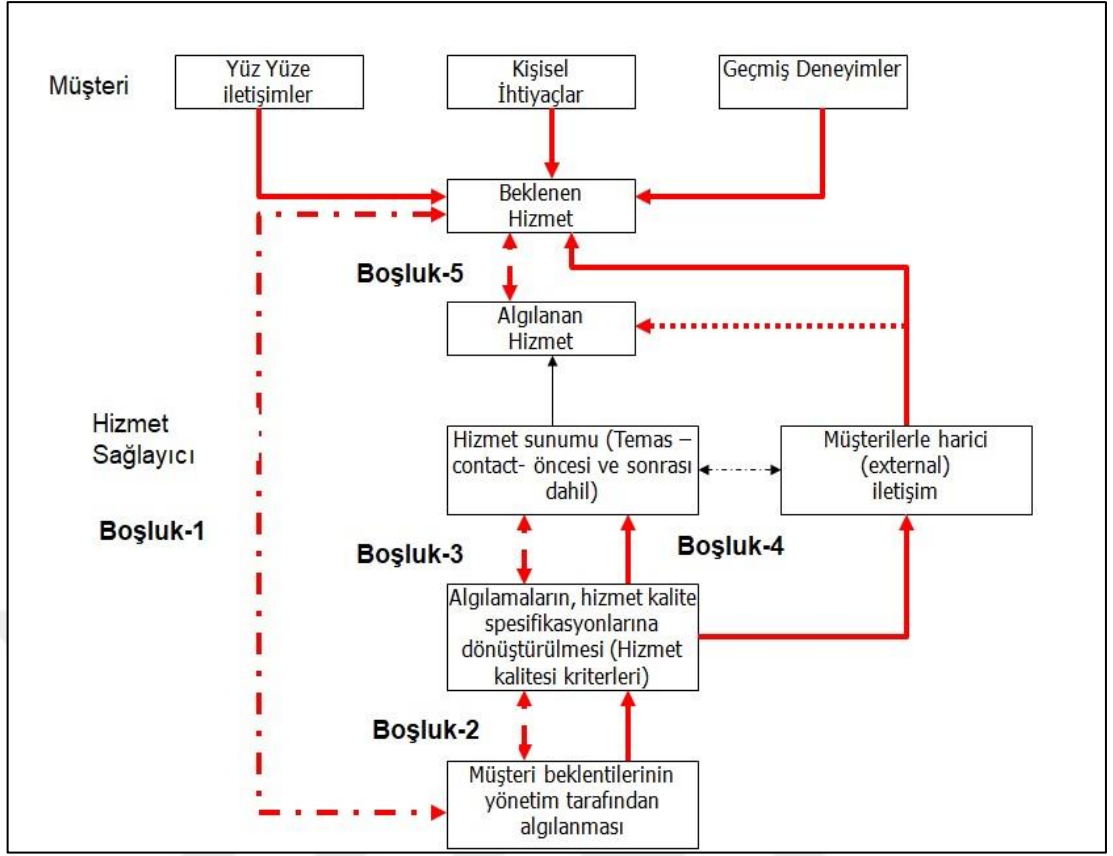 Müşteri
Yüz Yüze
iletişimler
Kişisel
İhtiyaçlar
Geçmiş Deneyimler
Beklenen
Hizmet
Boşluk-5
Algılanan
Hizmet
Hizmet
Sağlayıcı
Hizmet sunumu (Temas –
contact- öncesi ve sonrası
dahil)
Müşterilerle harici
(external)
iletişim
Boşluk-1
Boşluk-3
Boşluk-4
Algılamaların, hizmet kalite
spesifikasyonlarına
dönüştürülmesi (Hizmet
kalitesi kriterleri)
Boşluk-2
Müşteri beklentilerinin
yönetim tarafından
algılanması